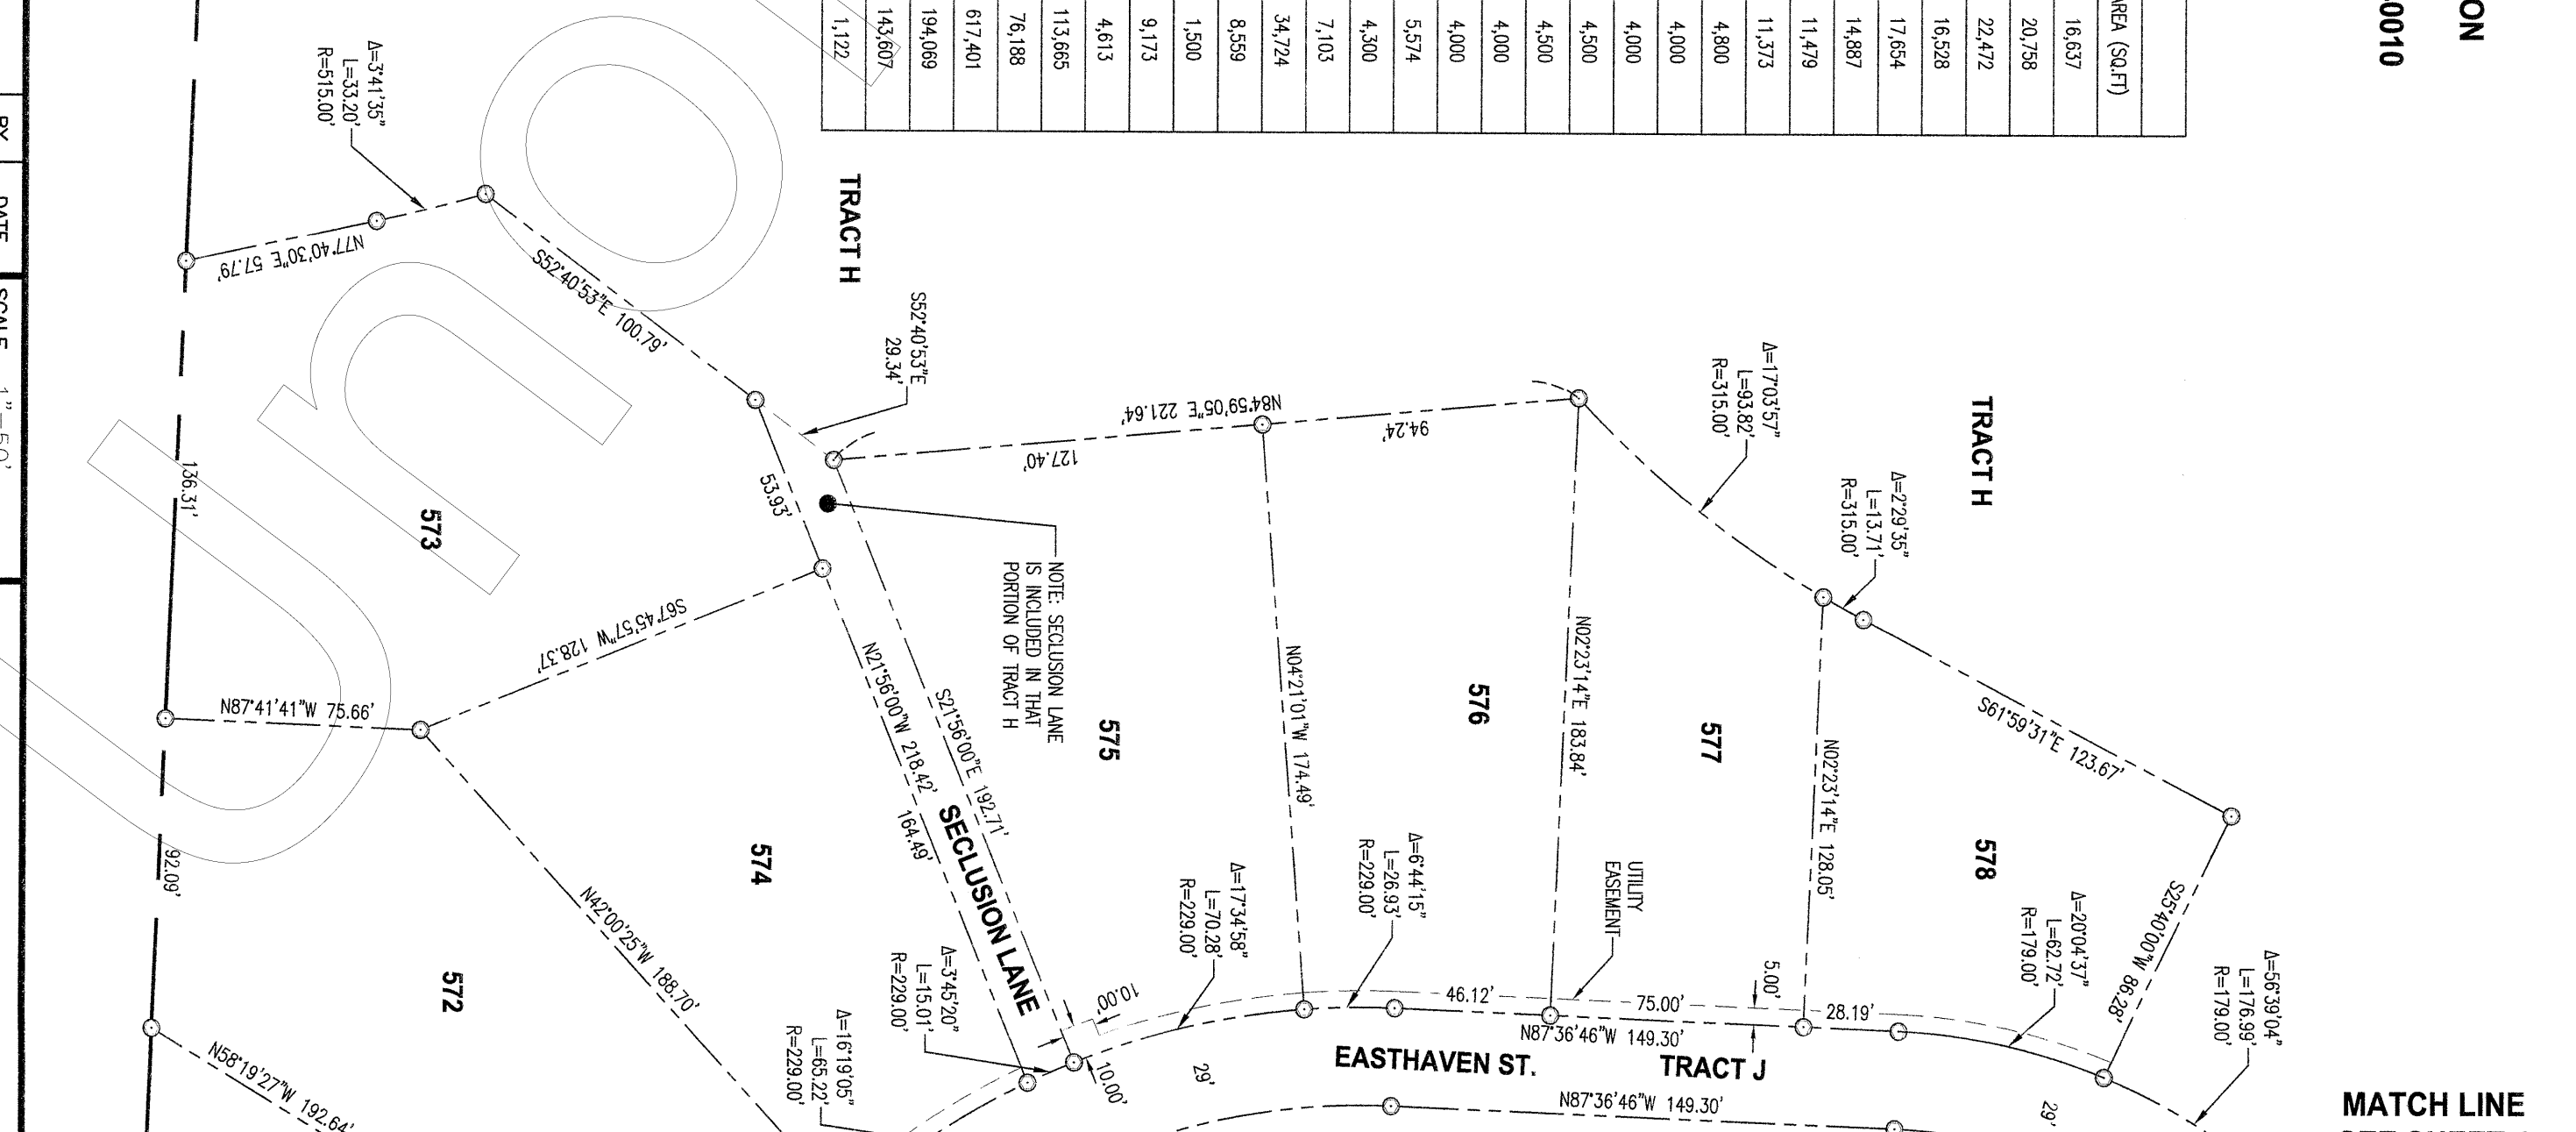 ON
60010
AREA (SQ.FT)
16,637
20,758
22,472
16,528
17,654
14,887
11,479
11,373
4,800
4,000
4,000
4,500
4,500
4,000
4,000
5,574
4,300
7,103
34,724
8,559
1,500
9,173
4,613
113,665
76,188
617,401
194,069
143,607
1,122
BY
DATE
SCALE
1"=50'
Uno
TRACT H
Δ=3°41'35"
L=33.20'
R=515.00'
N77°40'30"E 57.79'
S52°40'53"E 100.79'
S52°40'53"E
29.34'
N84°59'05"E 221.64'
127.40'
94.24'
Δ=17°03'57"
L=93.82'
R=315.00'
TRACT H
Δ=2°29'35"
L=13.71'
R=315.00'
S61°59'31"E 123.67'
136.31'
573
53.93'
NOTE: SECLUSION LANE
IS INCLUDED IN THAT
PORTION OF TRACT H
S67°45'57"W 128.37'
N87°41'41"W 75.66'
N21°56'00"W 218.42'
164.49'
S21°56'00"E 192.71'
SECLUSION LANE
575
N04°21'01"W 174.49'
576
N02°23'14"E 183.84'
577
N02°23'14"E 128.05'
578
S25°40'00"W 86.28'
92.09'
574
572
N42°00'25"W 188.70'
N58°19'27"W 192.64'
Δ=16°19'05"
L=65.22'
R=229.00'
Δ=3°45'20"
L=15.01'
R=229.00'
10.00'
10.00'
Δ=17°34'58"
L=70.28'
R=229.00'
Δ=6°44'15"
L=26.93'
R=229.00'
UTILITY
EASEMENT
46.12'
75.00'
5.00'
28.19'
N87°36'46"W 149.30'
Δ=20°04'37"
L=62.72'
R=179.00'
Δ=56°39'04"
L=176.99'
R=179.00'
EASTHAVEN ST.
TRACT J
29'
29'
N87°36'46"W 149.30'
MATCH LINE